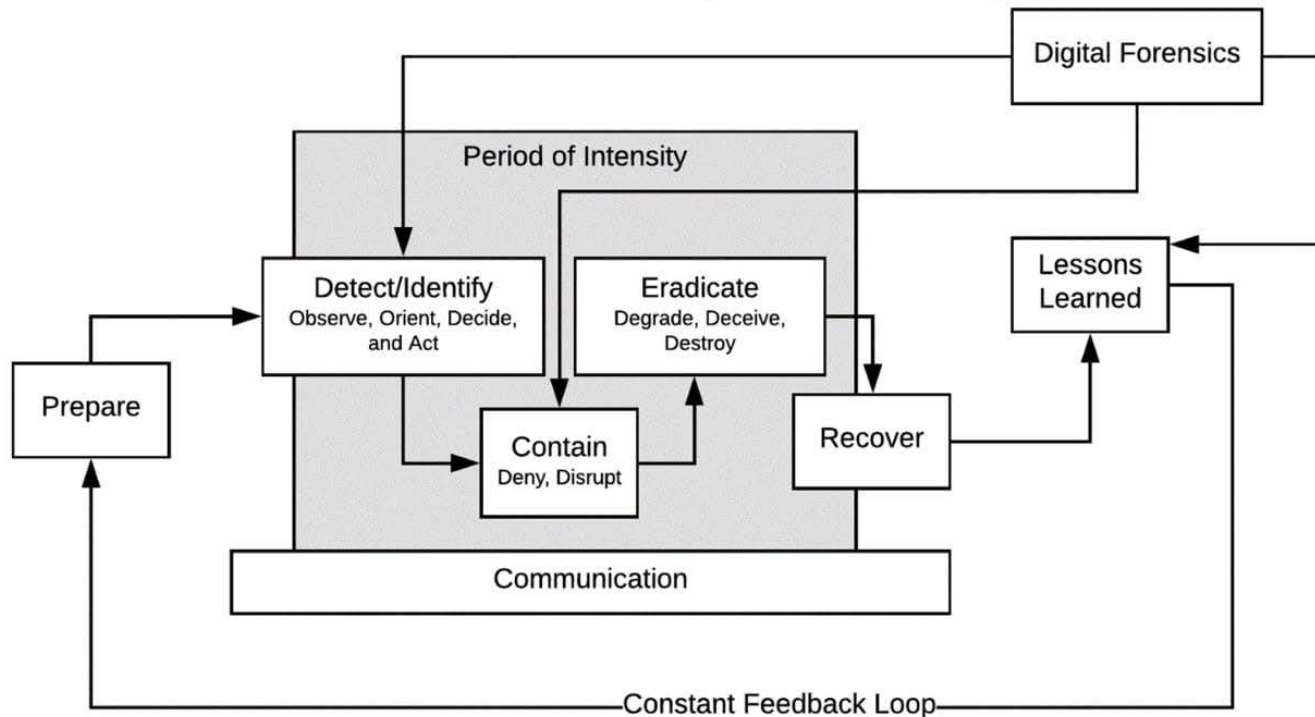 Digital Forensics
Period of Intensity
Detect/Identify
Observe, Orient, Decide,
and Act
Eradicate
Degrade, Deceive,
Destroy
Lessons
Learned
Prepare
Contain
Deny, Disrupt
Recover
Communication
Constant Feedback Loop